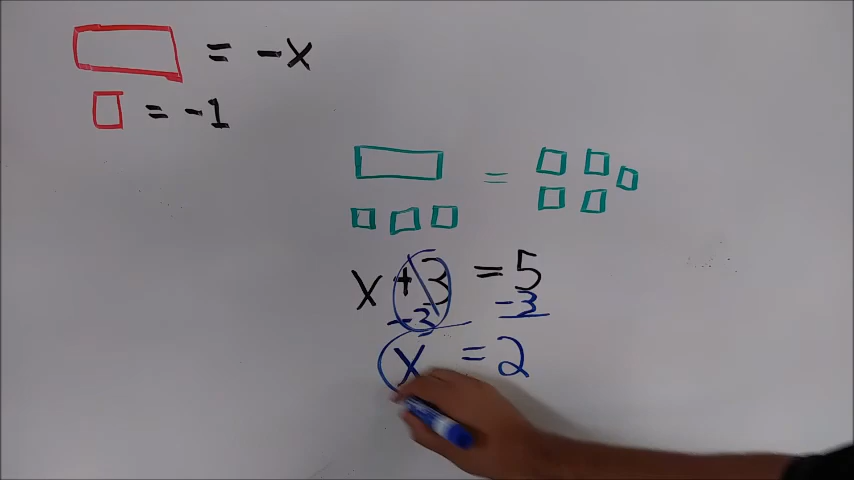 = -x
= -1
=
x + 3 = 5
-3 -3
x = 2